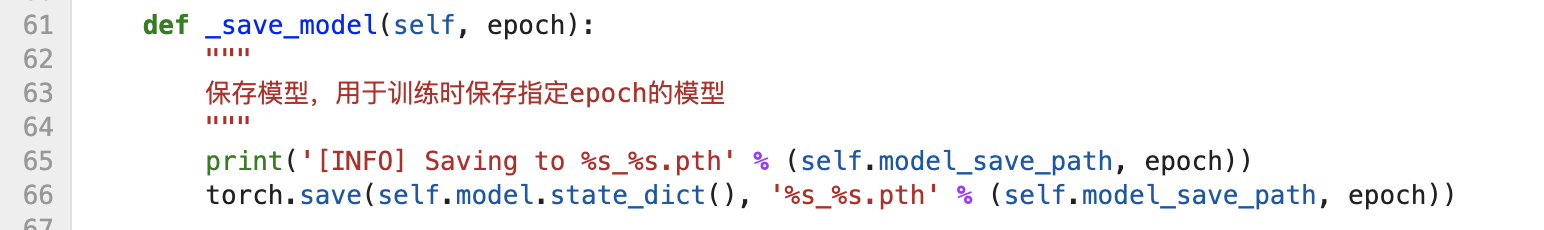 61 def _save_model(self, epoch):
62 """
63 保存模型，用于训练时保存指定epoch的模型
64 """
65 print('[INFO] Saving to %s_%s.pth' % (self.model_save_path, epoch))
66 torch.save(self.model.state_dict(), '%s_%s.pth' % (self.model_save_path, epoch))
67